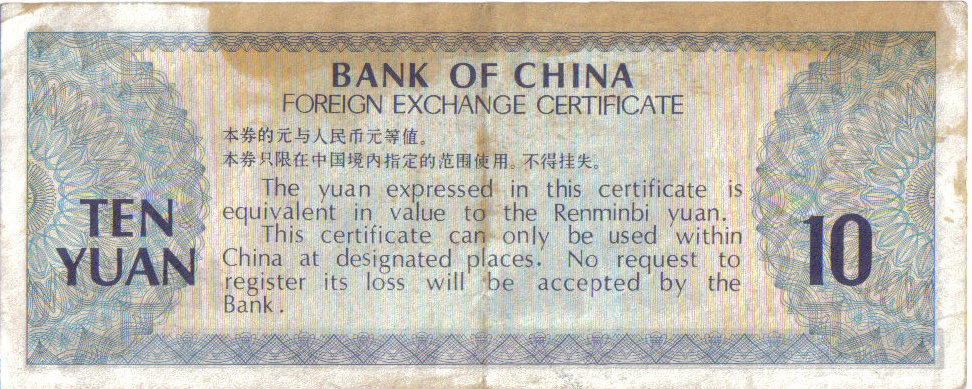 BANK OF CHINA
FOREIGN EXCHANGE CERTIFICATE
本券的元与人民币元等值。
本券只限在中国境内指定的范围使用。不得挂失。
The yuan expressed in this certificate is
equivalent in value to the Renminbi yuan.
This certificate can only be used within
China at designated places. No request to
register its loss will be accepted by the
Bank.
TEN
YUAN
10